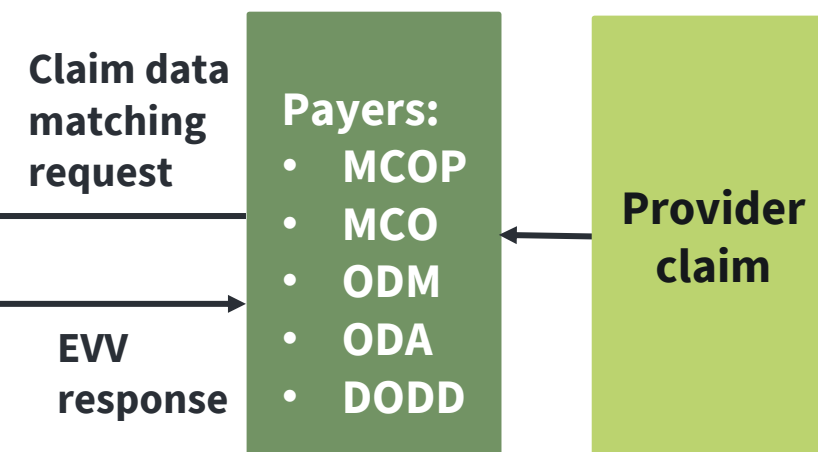 Claim data
matching
request
EVV
response
Payers:
• MCOP
• MCO
• ODM
• ODA
• DODD
Provider
claim